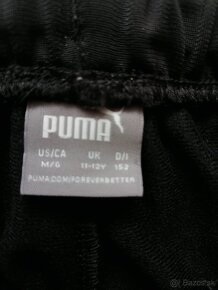 PUMA
US/CA UK D/I
M/G 11-12Y 152
PUMA.COM/FOREVERBETTER
Bazos.sk